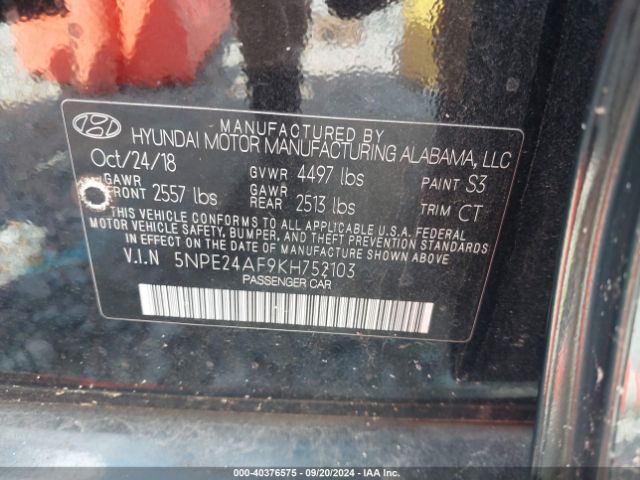 MANUFACTURED BY
HYUNDAI MOTOR MANUFACTURING ALABAMA, LLC
Oct/24/18 GVWR 4497 lbs PAINT S3
GAWR FRONT 2557 lbs GAWR REAR 2513 lbs TRIM CT
THIS VEHICLE CONFORMS TO ALL APPLICABLE U.S.A. FEDERAL
MOTOR VEHICLE SAFETY, BUMPER, AND THEFT PREVENTION STANDARDS
IN EFFECT ON THE DATE OF MANUFACTURE SHOWN ABOVE
V.I.N 5NPE24AF9KH752103
PASSENGER CAR
000-40376575 - 09/20/2024 - IAA Inc.